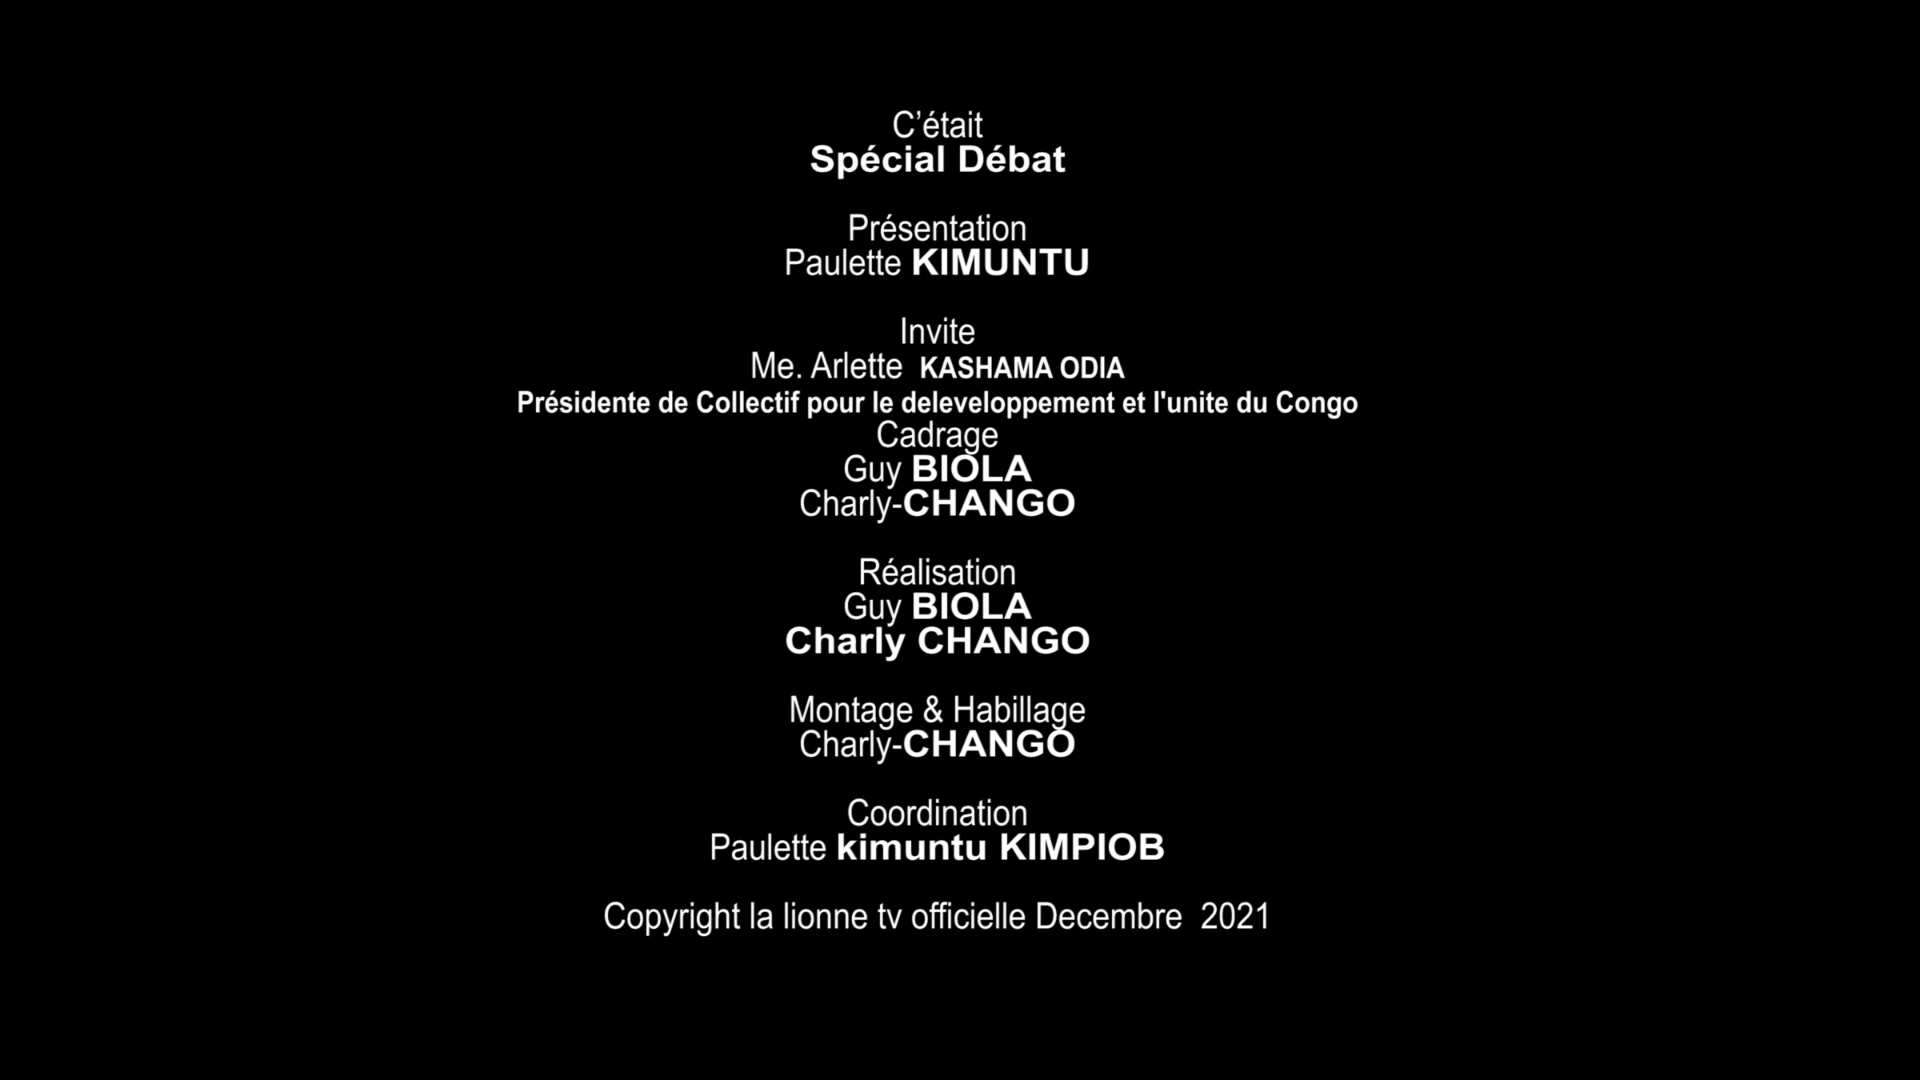 C’était
Spécial Débat
Présentation
Paulette KIMUNTU
Invite
Me. Arlette KASHAMA ODIA
Présidente de Collectif pour le deleveloppement et l'unite du Congo
Cadrage
Guy BIOLA
Charly-CHANGO
Réalisation
Guy BIOLA
Charly CHANGO
Montage & Habillage
Charly-CHANGO
Coordination
Paulette kimuntu KIMPIOB
Copyright la lionne tv officielle Decembre 2021